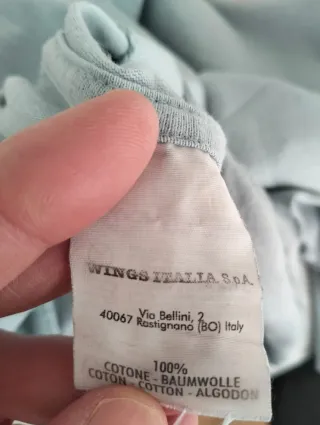 WINGS ITALIA S.p.A.
Via Bellini, 2
40067 Rastignano (BO) Italy
100%
COTONE - BAUMWOLLE
COTON - COTTON - ALGODON